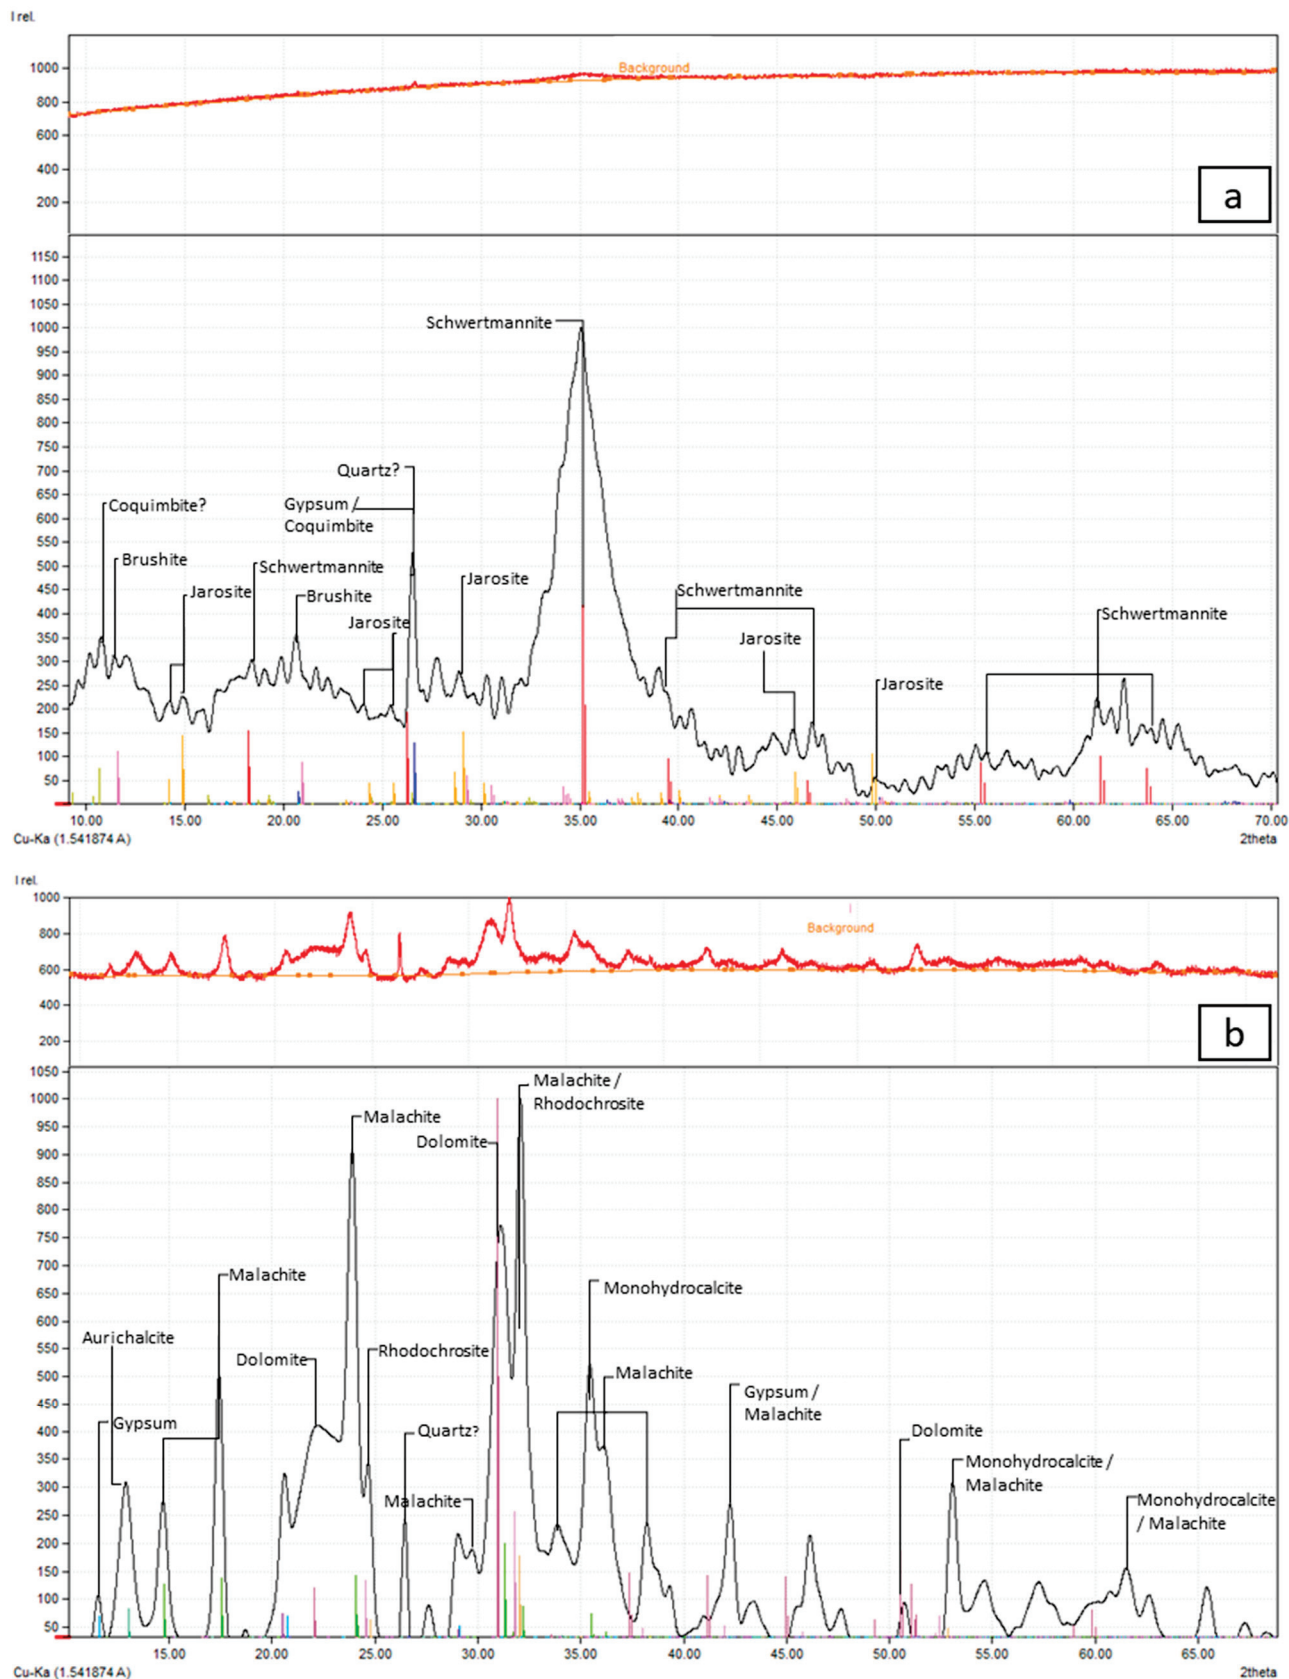 I rel.
1000
Background
800
600
400
200
a
1150
1100
1050
1000
Schwertmannite
950
900
850
800
750
700
Quartz?
650
Coquimbite?
Gypsum /
Coquimbite
600
550
Brushite
500
Schwertmannite
Jarosite
450
Jarosite
Brushite
Schwertmannite
400
Jarosite
Schwertmannite
350
Jarosite
300
250
Jarosite
200
150
100
50
10.00 15.00 20.00 25.00 30.00 35.00 40.00 45.00 50.00 55.00 60.00 65.00 70.00
Cu-Ka (1.541874 A) 2theta
I rel.
1000
800
Background
600
400
200
b
1050
1000
Malachite /
Rhodochrosite
950
Malachite
900
Dolomite
850
800
750
700
Malachite
650
Monohydrocalcite
600
Aurichalcite
550
Dolomite
Rhodochrosite
500
Malachite
450
Gypsum /
Malachite
Gypsum
400
Quartz?
Dolomite
350
Monohydrocalcite /
Malachite
300
Malachite
Monohydrocalcite
/ Malachite
250
200
150
100
50
15.00 20.00 25.00 30.00 35.00 40.00 45.00 50.00 55.00 60.00 65.00
Cu-Ka (1.541874 A) 2theta